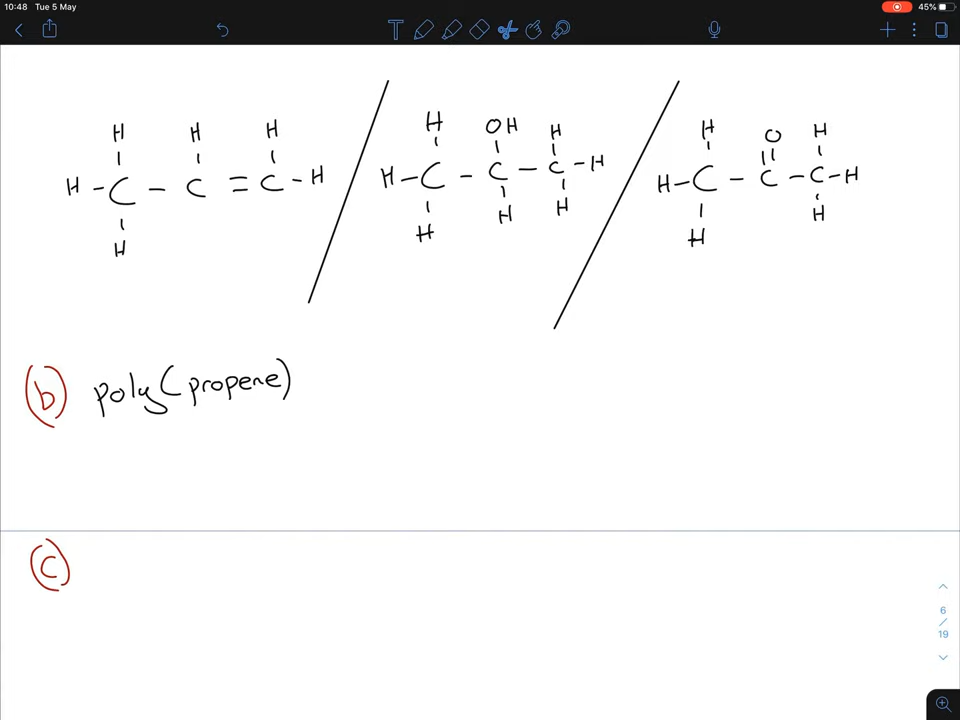 10:48 Tue 5 May 45%
H H H H OH H H O H
H - C - C = C - H H - C - C - C - H H - C - C - C - H
H H H H H H
(b) poly(propene)
(c)
6
/
19